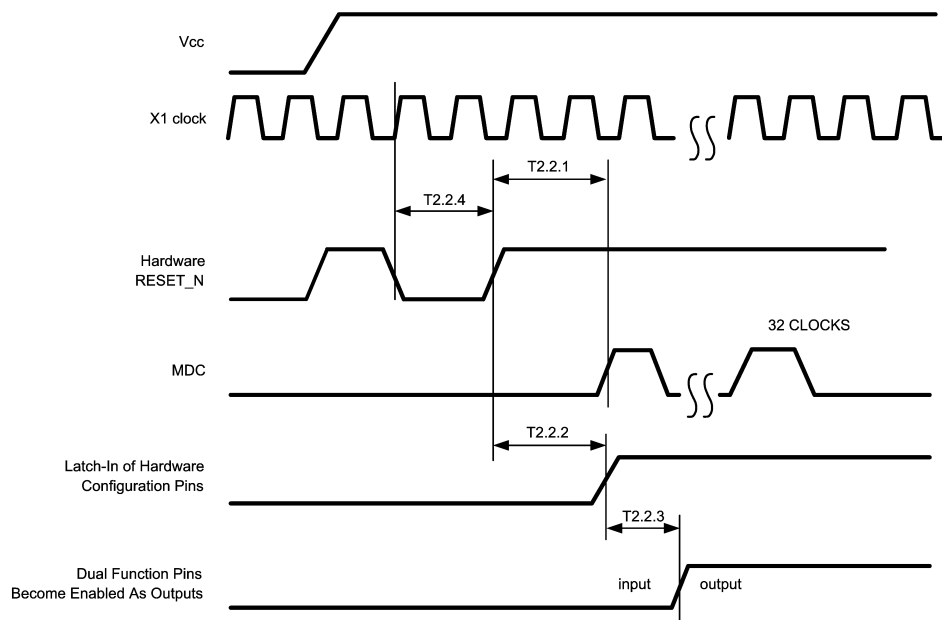 Vcc
X1 clock
T2.2.1
T2.2.4
Hardware
RESET_N
32 CLOCKS
MDC
T2.2.2
Latch-In of Hardware
Configuration Pins
T2.2.3
Dual Function Pins
Become Enabled As Outputs
input
output